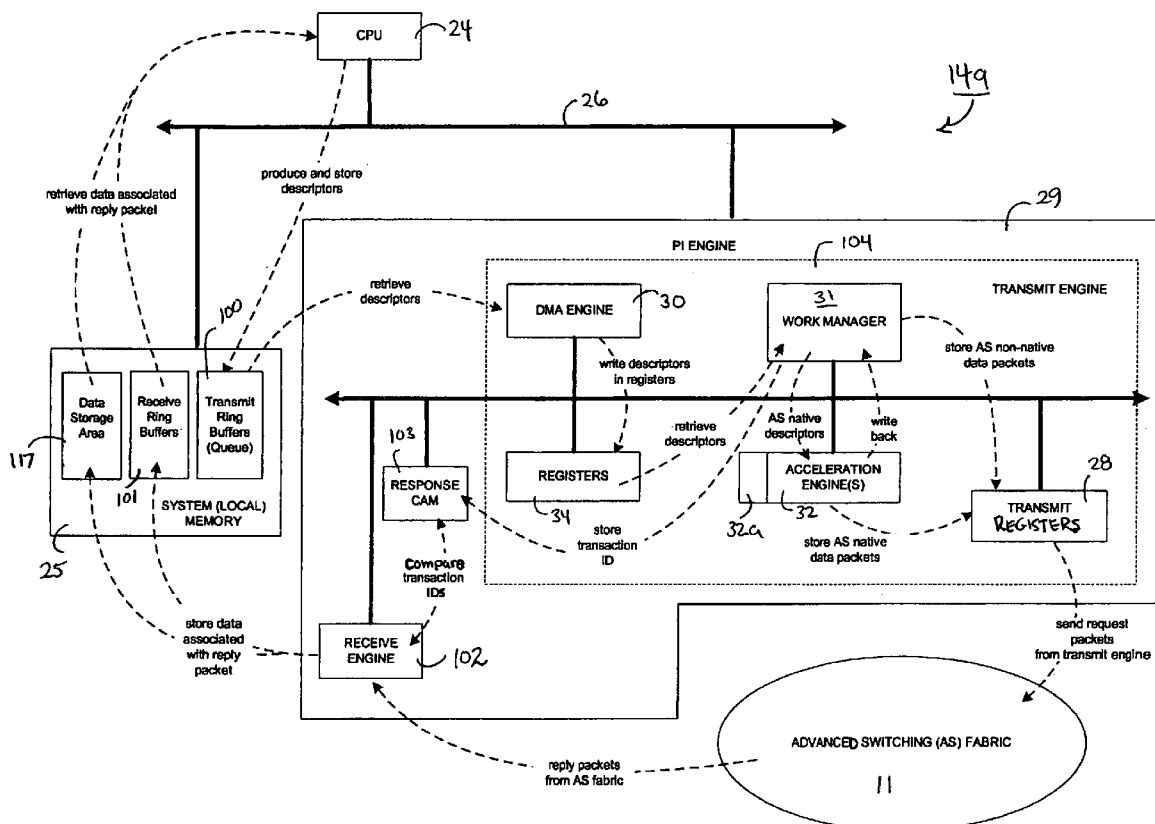 CPU
24
14a
26
produce and store
descriptors
retrieve data associated
with reply packet
29
PI ENGINE
104
TRANSMIT ENGINE
retrieve
descriptors
100
DMA ENGINE
30
31
WORK MANAGER
store AS non-native
data packets
write descriptors
in registers
Data
Storage
Area
Receive
Ring
Buffers
Transmit
Ring
Buffers
(Queue)
117
101
SYSTEM (LOCAL)
MEMORY
25
103
RESPONSE
CAM
retrieve
descriptors
AS native
descriptors
write
back
REGISTERS
34
ACCELERATION
ENGINE(S)
32a
32
28
TRANSMIT
REGISTERS
store
transaction
ID
store AS native
data packets
Compare
transaction
IDs
store data
associated
with reply
packet
RECEIVE
ENGINE
102
send request
packets
from transmit engine
reply packets
from AS fabric
ADVANCED SWITCHING (AS) FABRIC
11